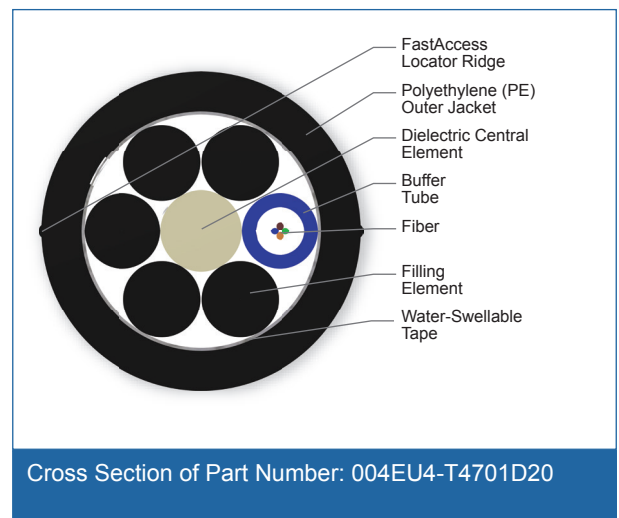 FastAccess
Locator Ridge
Polyethylene (PE)
Outer Jacket
Dielectric Central
Element
Buffer
Tube
Fiber
Filling
Element
Water-Swellable
Tape
Cross Section of Part Number: 004EU4-T4701D20